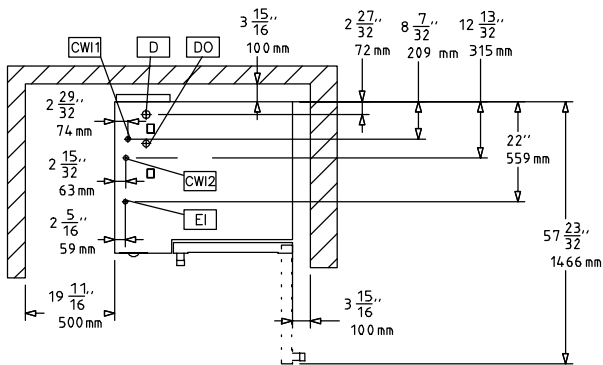 CWI1
D
DO
3 15/16"
100 mm
2 27/32"
72 mm
8 7/32"
209 mm
12 13/32"
315 mm
2 29/32"
74 mm
2 15/32"
63 mm
CWI2
22"
559 mm
2 5/16"
59 mm
EI
57 23/32"
1466 mm
19 11/16"
500 mm
3 15/16"
100 mm